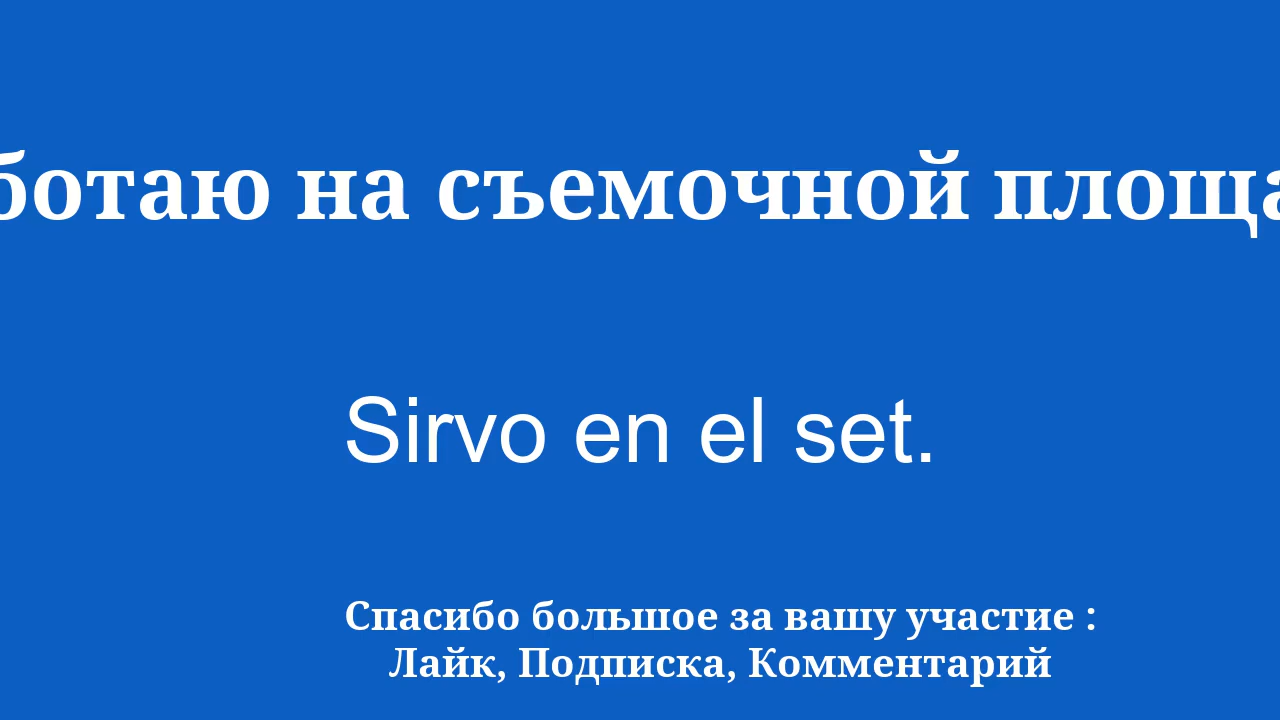 ботаю на съемочной площа
Sirvo en el set.
Спасибо большое за вашу участие :
Лайк, Подписка, Комментарий